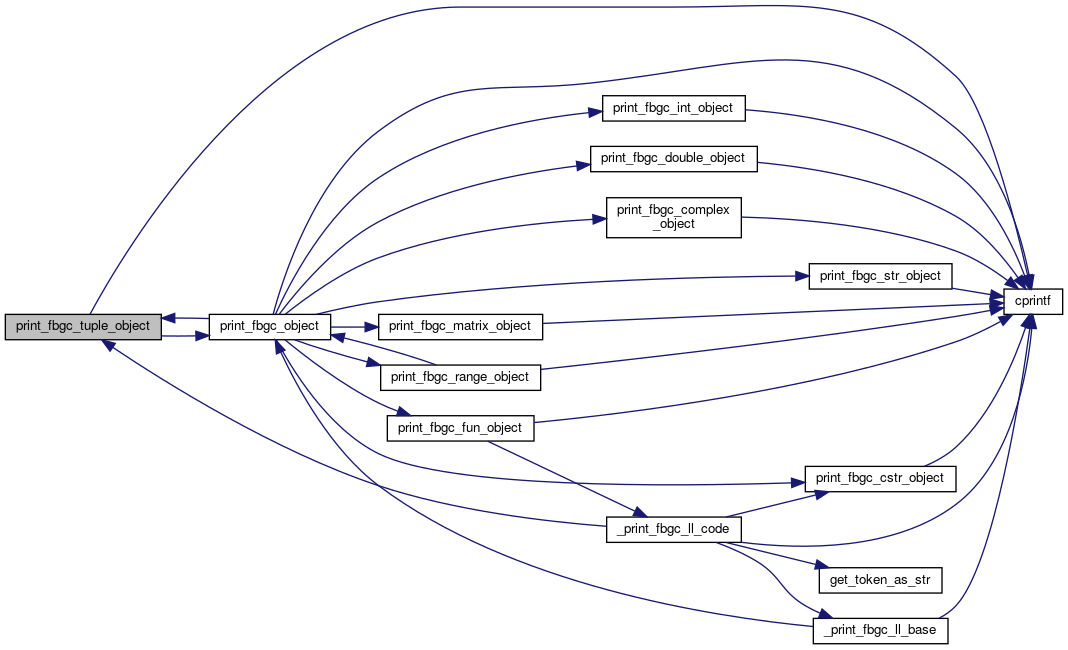 print_fbgc_int_object
print_fbgc_double_object
print_fbgc_complex
_object
print_fbgc_str_object
cprintf
print_fbgc_tuple_object
print_fbgc_object
print_fbgc_matrix_object
print_fbgc_range_object
print_fbgc_fun_object
print_fbgc_cstr_object
_print_fbgc_ll_code
get_token_as_str
_print_fbgc_ll_base